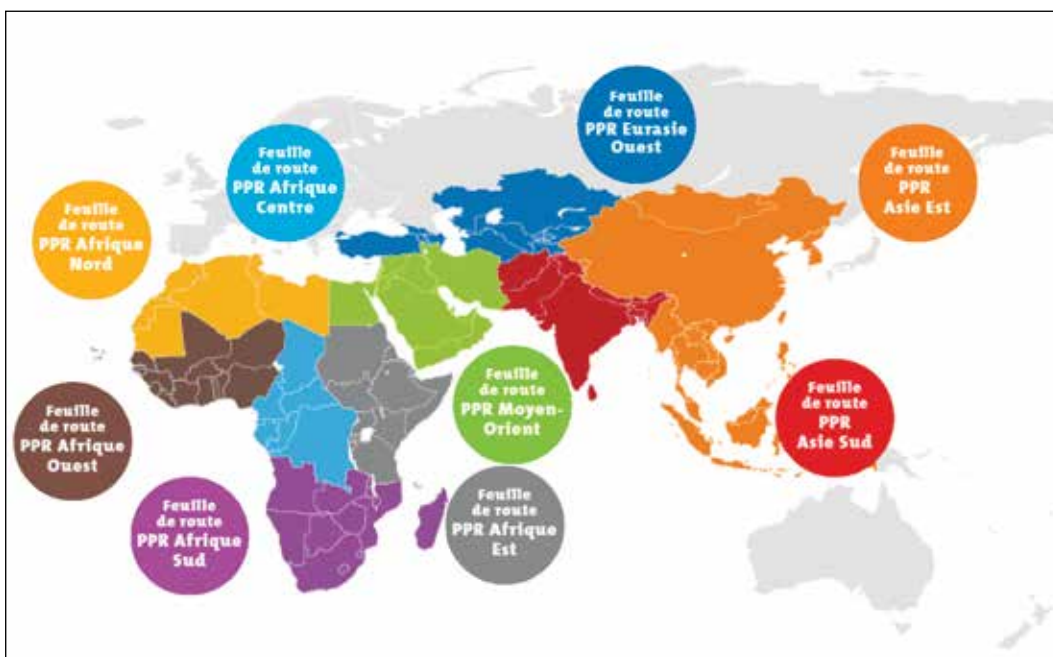 Feuille
de route
PPR Eurasie
Ouest
Feuille
de route
PPR Afrique
Centre
Feuille
de route
PPR
Asie Est
Feuille
de route
PPR Afrique
Nord
Feuille
de route
PPR Moyen-
Orient
Feuille
de route
PPR
Asie Sud
Feuille
de route
PPR Afrique
Ouest
Feuille
de route
PPR Afrique
Sud
Feuille
de route
PPR Afrique
Est